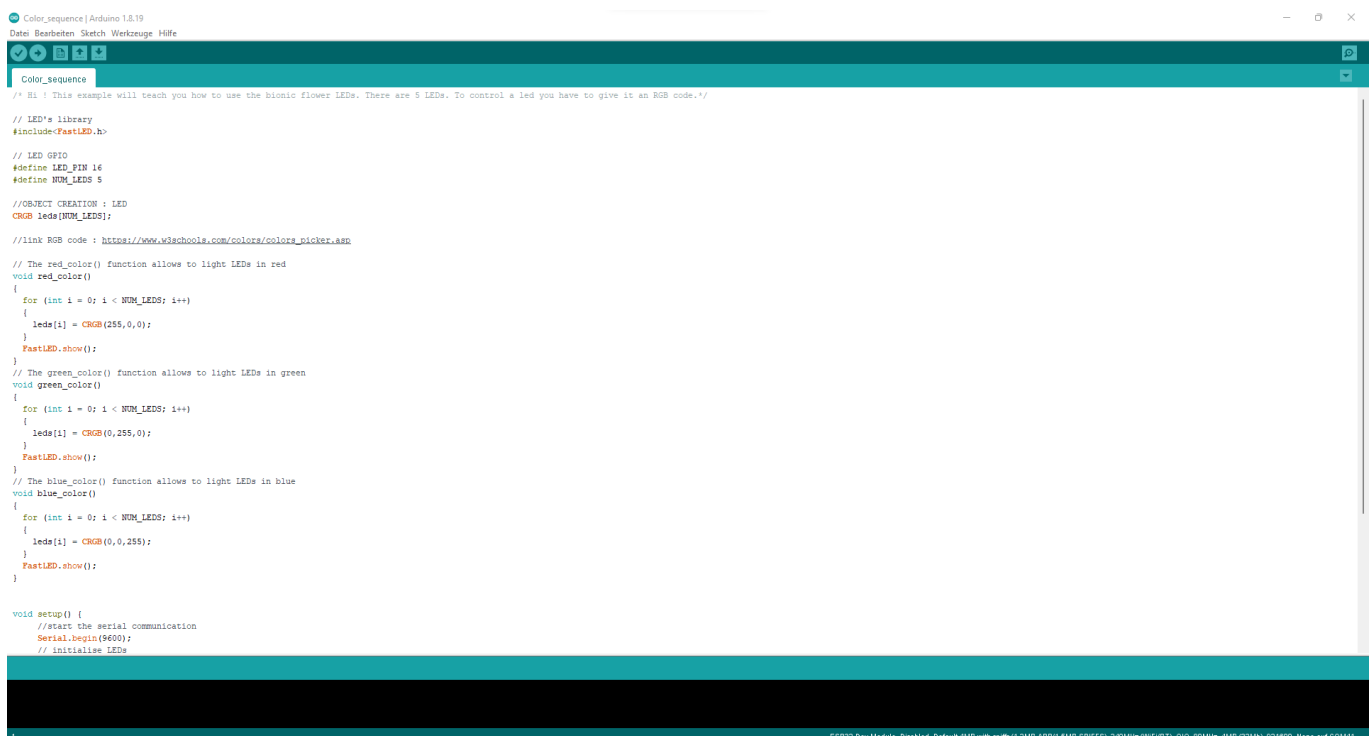 Color_sequence | Arduino 1.8.19
Datei Bearbeiten Sketch Werkzeuge Hilfe
Color_sequence
/* Hi ! This example will teach you how to use the bionic flower LEDs. There are 5 LEDs. To control a led you have to give it an RGB code.*/
// LED's library
#include<FastLED.h>
// LED GPIO
#define LED_PIN 16
#define NUM_LEDS 5
//OBJECT CREATION : LED
CRGB leds[NUM_LEDS];
//link RGB code : https://www.w3schools.com/colors/colors_picker.asp
// The red_color() function allows to light LEDs in red
void red_color()
{
for (int i = 0; i < NUM_LEDS; i++)
{
leds[i] = CRGB(255,0,0);
}
FastLED.show();
}
// The green_color() function allows to light LEDs in green
void green_color()
{
for (int i = 0; i < NUM_LEDS; i++)
{
leds[i] = CRGB(0,255,0);
}
FastLED.show();
}
// The blue_color() function allows to light LEDs in blue
void blue_color()
{
for (int i = 0; i < NUM_LEDS; i++)
{
leds[i] = CRGB(0,0,255);
}
FastLED.show();
}
void setup() {
//start the serial communication
Serial.begin(9600);
// initialise LEDs